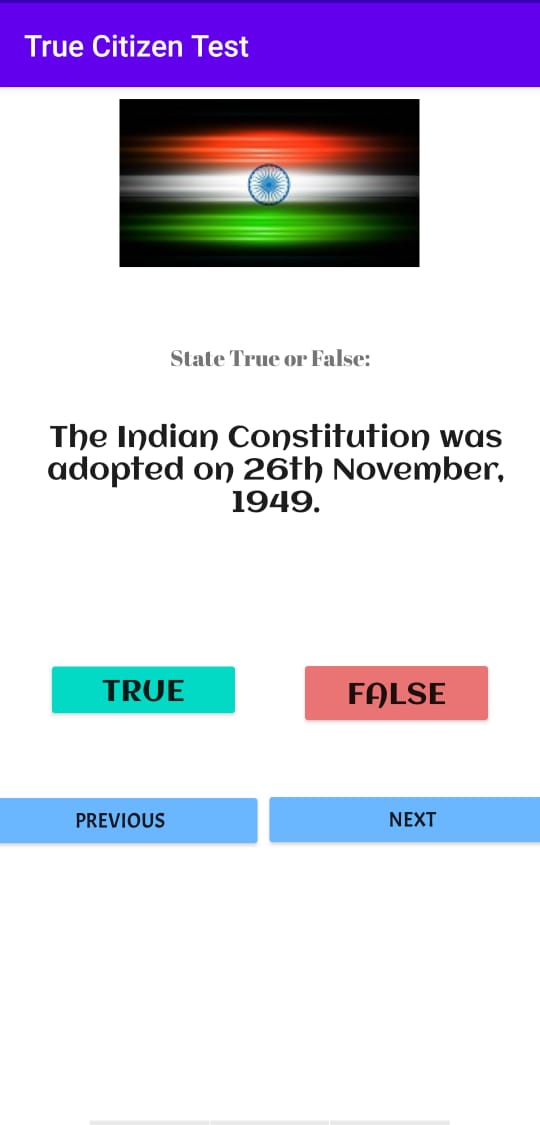 True Citizen Test
State True or False:
The Indian Constitution was
adopted on 26th November,
1949.
TRUE
FALSE
PREVIOUS
NEXT